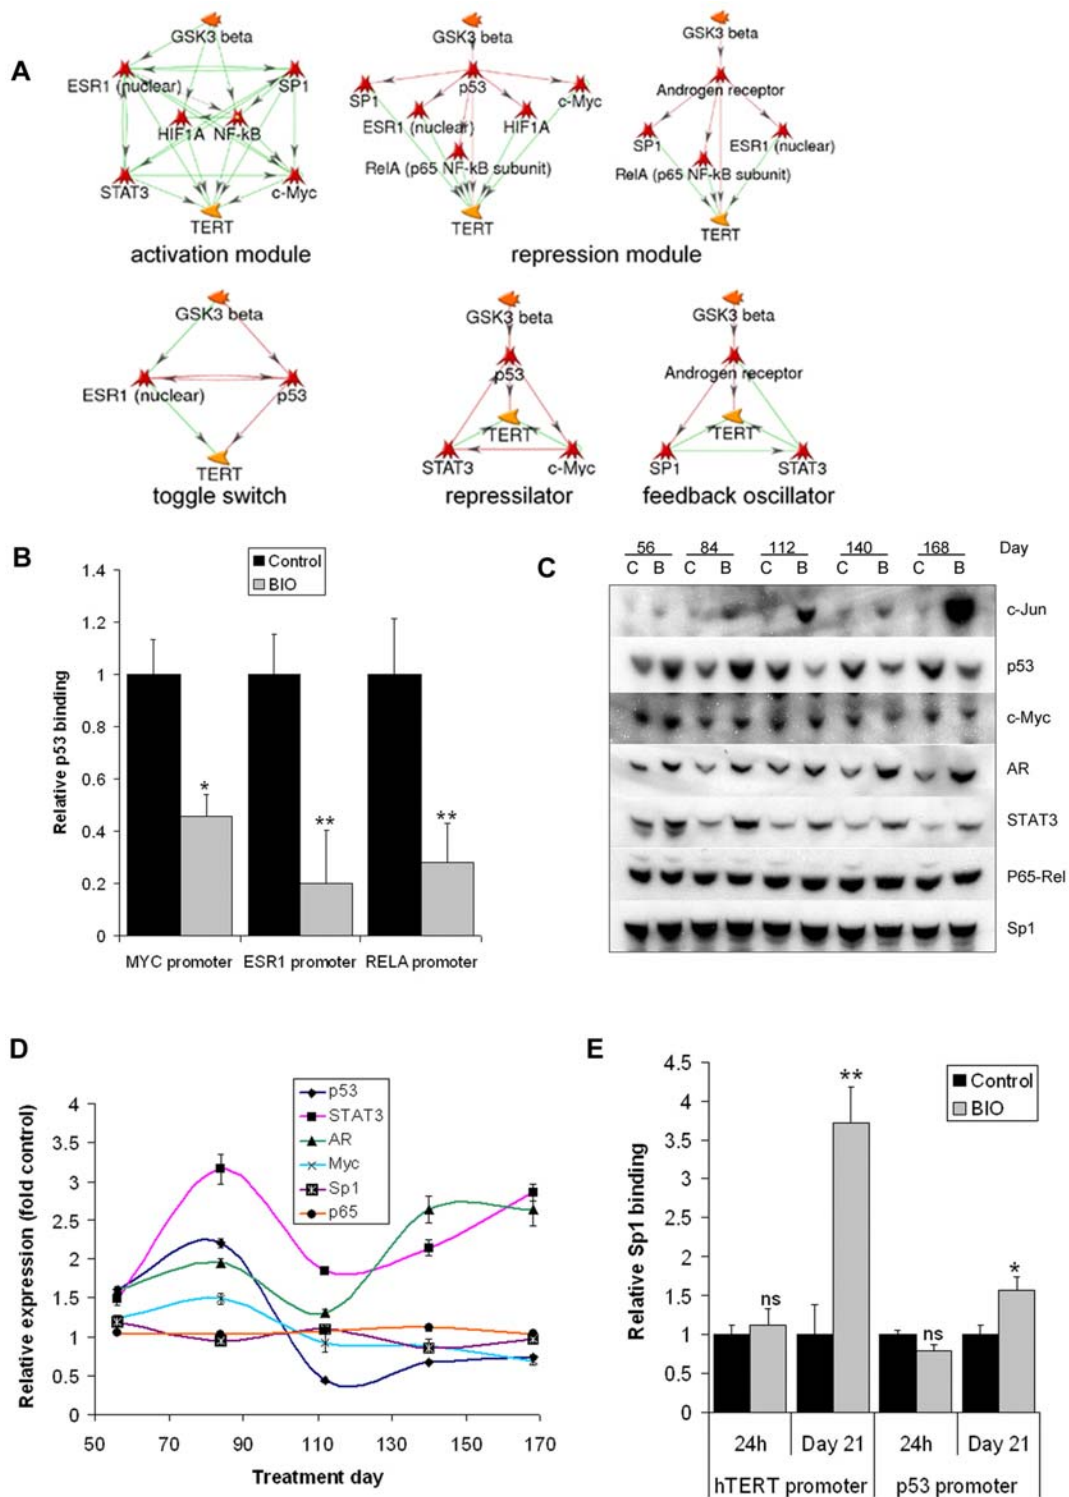 A
GSK3 beta
ESR1 (nuclear)
SP1
HIF1A
NF-kB
STAT3
c-Myc
TERT
activation module
GSK3 beta
SP1
p53
c-Myc
ESR1 (nuclear)
HIF1A
RelA (p65 NF-kB subunit)
TERT
GSK3 beta
Androgen receptor
SP1
ESR1 (nuclear)
RelA (p65 NF-kB subunit)
TERT
repression module
GSK3 beta
ESR1 (nuclear)
p53
TERT
toggle switch
GSK3 beta
p53
TERT
STAT3
c-Myc
repressilator
GSK3 beta
Androgen receptor
TERT
SP1
STAT3
feedback oscillator
B
Control
BIO
Relative p53 binding
1.4
1.2
1
0.8
0.6
0.4
0.2
0
*
**
**
MYC promoter
ESR1 promoter
RELA promoter
C
56 84 112 140 168 Day
C B C B C B C B C B
c-Jun
p53
c-Myc
AR
STAT3
P65-Rel
Sp1
D
p53
STAT3
AR
Myc
Sp1
p65
Relative expression (fold control)
4
3.5
3
2.5
2
1.5
1
0.5
0
50 70 90 110 130 150 170
Treatment day
E
Control
BIO
Relative Sp1 binding
4.5
4
3.5
3
2.5
2
1.5
1
0.5
0
ns
**
ns
*
24h Day 21 24h Day 21
hTERT promoter p53 promoter